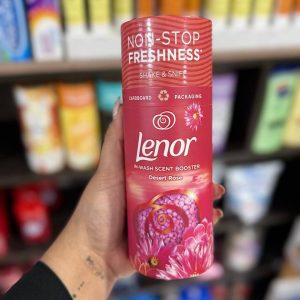 NON-STOP
FRESHNESS*
SHAKE & SNIFF
CARDBOARD PACKAGING
Lenor
IN-WASH SCENT BOOSTER
Desert Rose